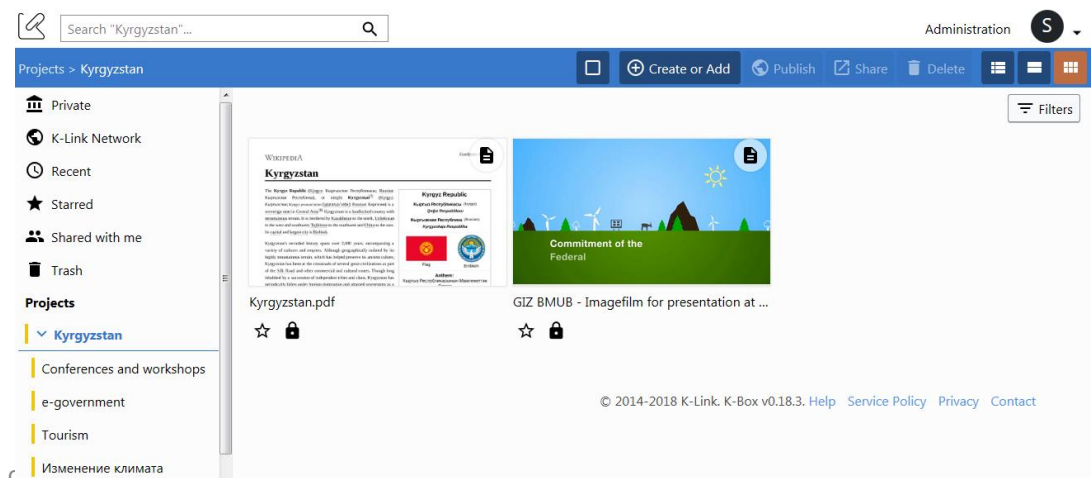 Search "Kyrgyzstan"...
Administration
S
Projects > Kyrgyzstan
Create or Add
Publish
Share
Delete
Private
K-Link Network
Recent
Starred
Shared with me
Trash
Projects
Kyrgyzstan
Conferences and workshops
e-government
Tourism
Изменение климата
Filters
WIKIPEDIA
Kyrgyzstan
Kyrgyz Republic
Flag
Emblem
Anthem:
Kyrgyzstan.pdf
Commitment of the
Federal
GIZ BMUB - Imagefilm for presentation at ...
© 2014-2018 K-Link. K-Box v0.18.3. Help Service Policy Privacy Contact